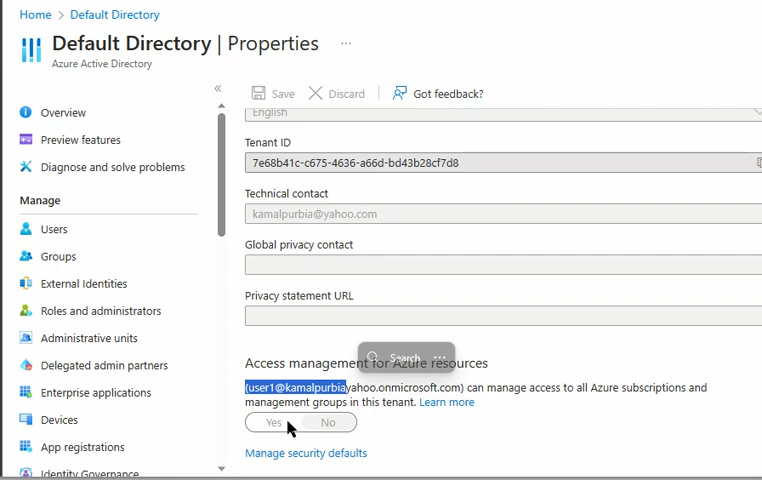 Home > Default Directory
Default Directory | Properties ...
Azure Active Directory
«
Save Discard Got feedback?
Overview
Preview features
Diagnose and solve problems
Manage
Users
Groups
External Identities
Roles and administrators
Administrative units
Delegated admin partners
Enterprise applications
Devices
App registrations
Identity Governance
English
Tenant ID
7e68b41c-c675-4636-a66d-bd43b28cf7d8
Technical contact
kamalpurbia@yahoo.com
Global privacy contact
Privacy statement URL
Search ...
Access management for Azure resources
(user1@kamalpurbiayahoo.onmicrosoft.com) can manage access to all Azure subscriptions and
management groups in this tenant. Learn more
Yes No
Manage security defaults